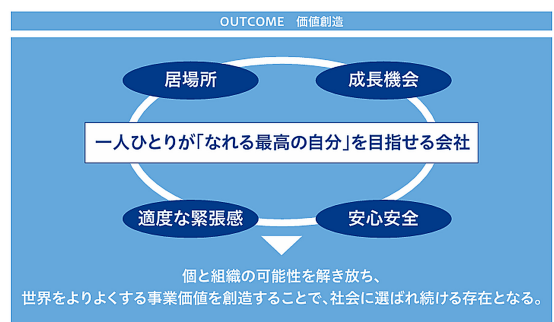 OUTCOME 価値創造
居場所
成長機会
一人ひとりが「なれる最高の自分」を目指せる会社
適度な緊張感
安心安全
個と組織の可能性を解き放ち、
世界をよりよくする事業価値を創造することで、社会に選ばれ続ける存在となる。